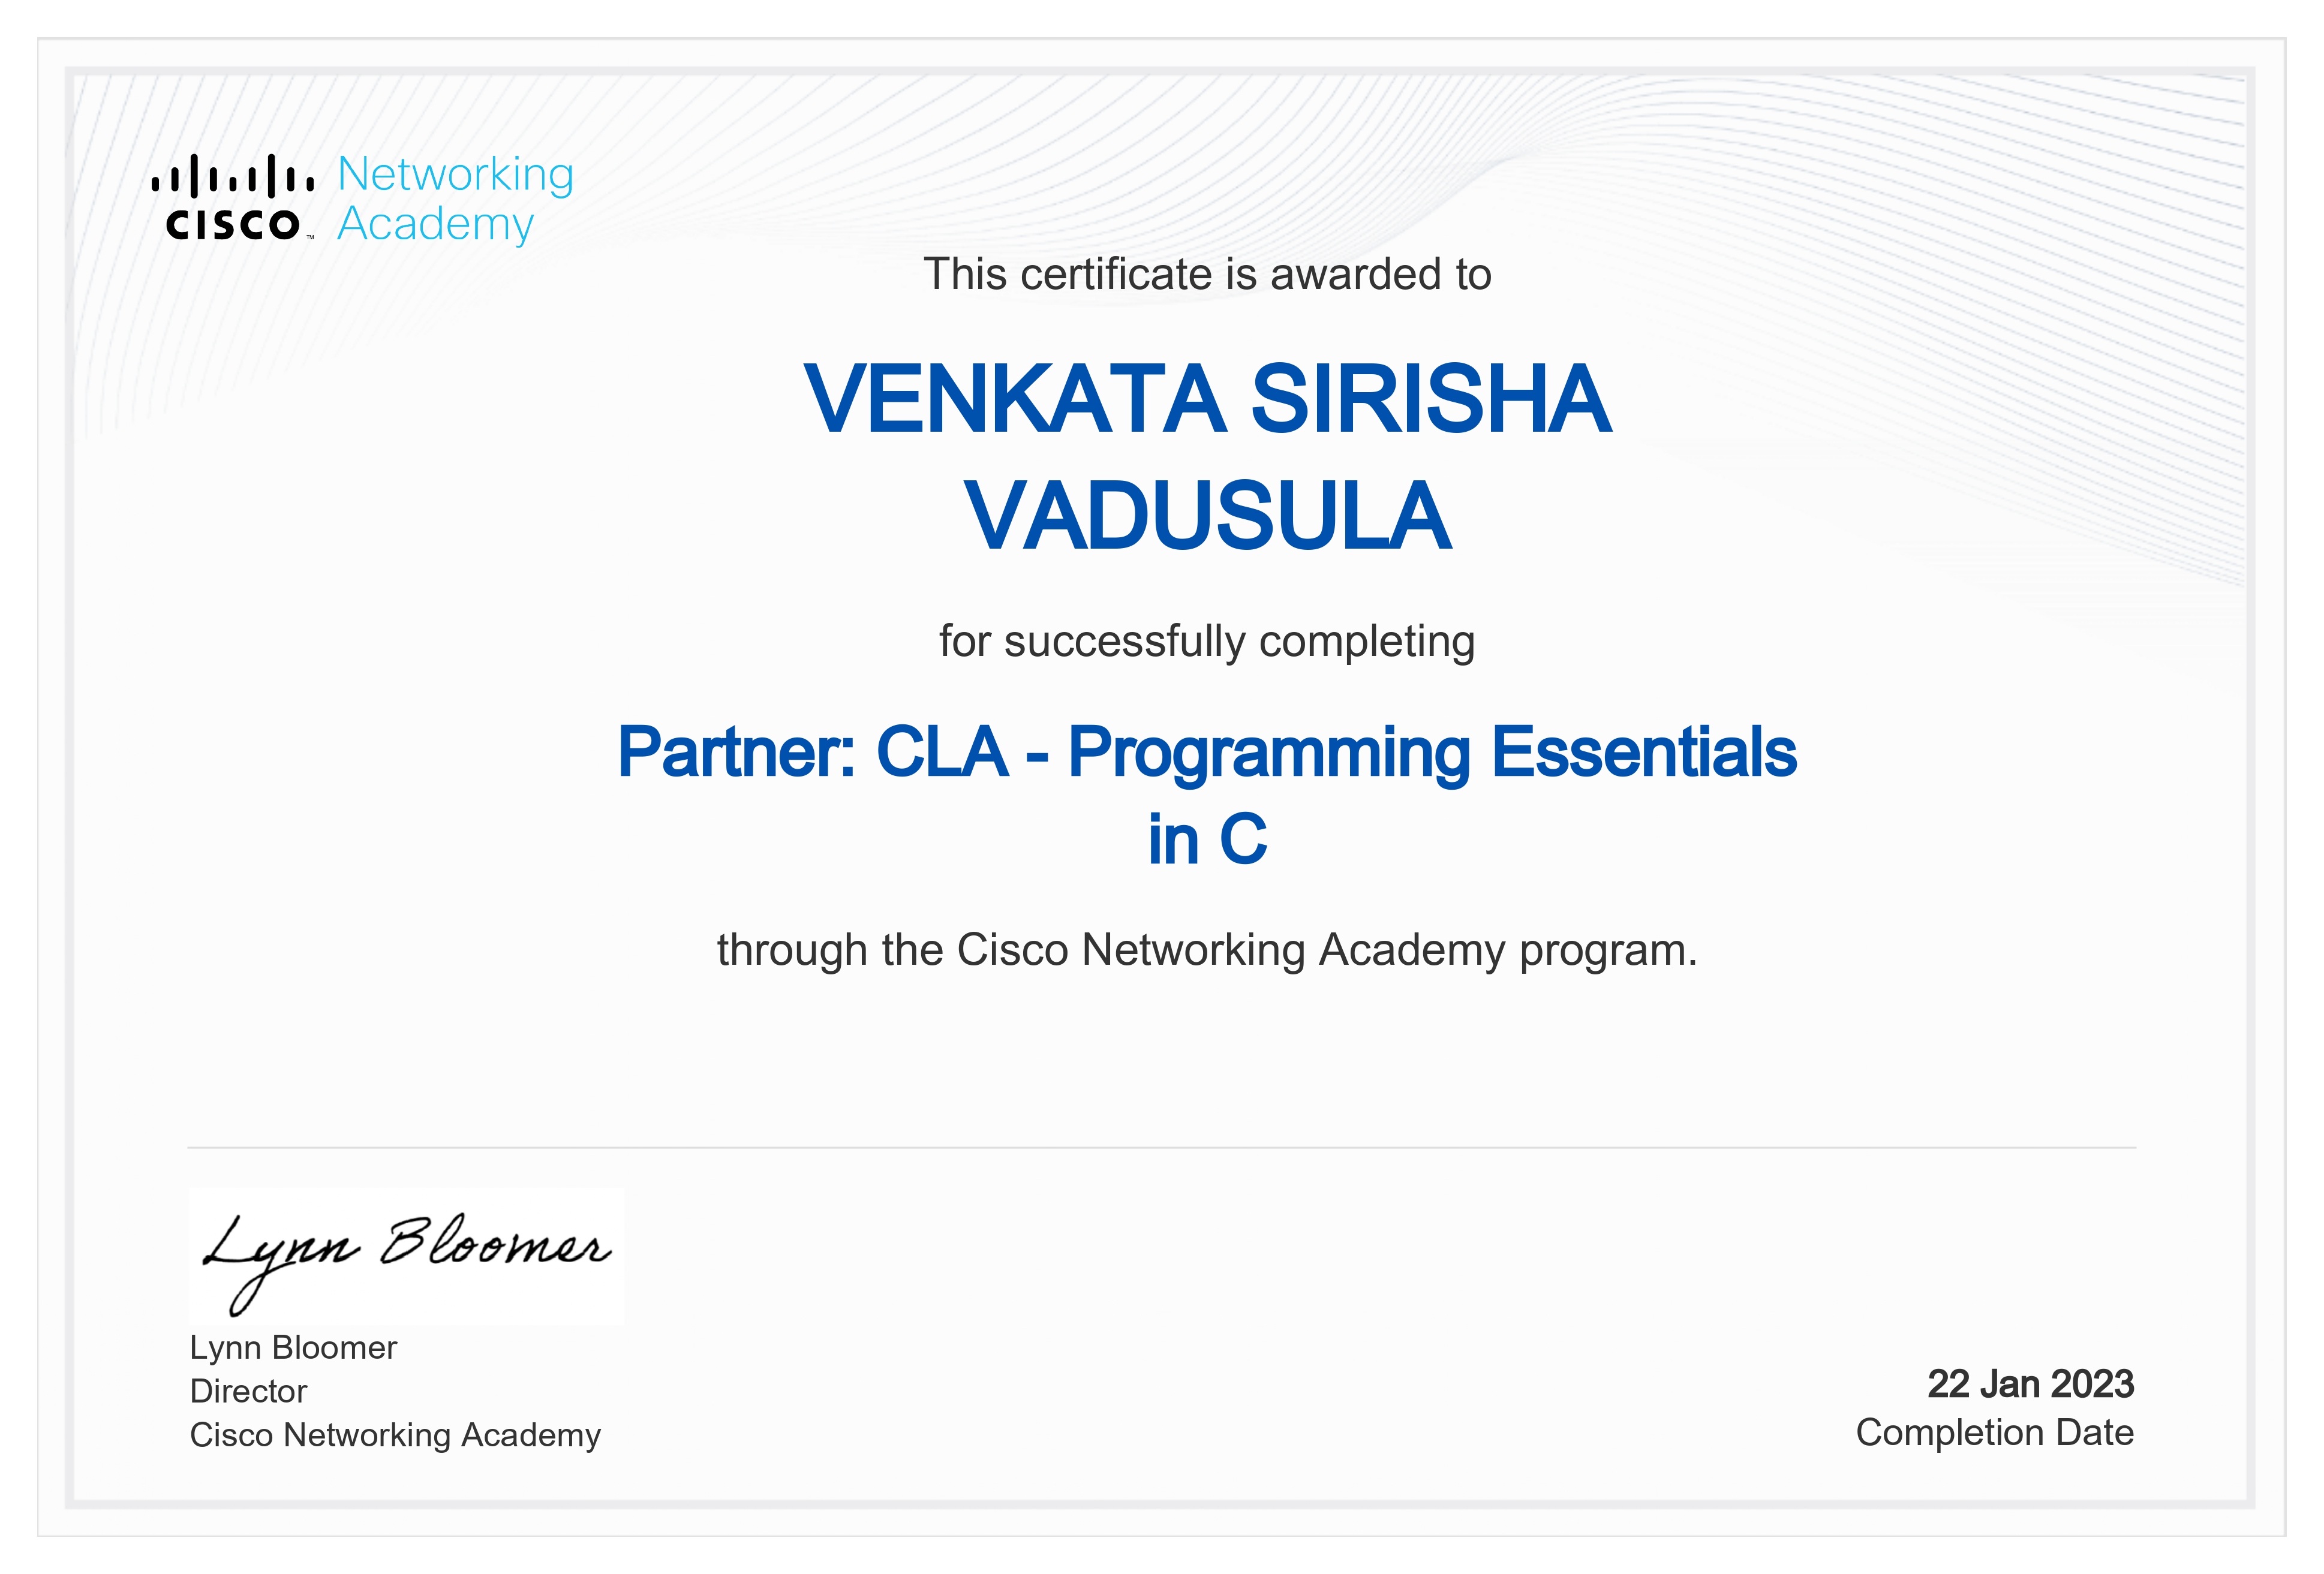 CISCO™ Networking
Academy
This certificate is awarded to
VENKATA SIRISHA
VADUSULA
for successfully completing
Partner: CLA - Programming Essentials
in C
through the Cisco Networking Academy program.
Lynn Bloomer
Lynn Bloomer
Director
Cisco Networking Academy
22 Jan 2023
Completion Date